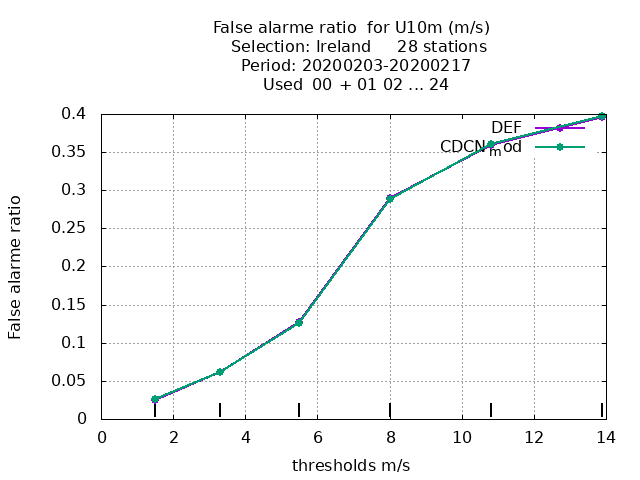 False alarme ratio  for U10m (m/s)
Selection: Ireland     28 stations
Period: 20200203-20200217
Used  00 + 01 02 ... 24
DEF
CDCN_mod
False alarme ratio
0.4
0.35
0.3
0.25
0.2
0.15
0.1
0.05
0
0 2 4 6 8 10 12 14
thresholds m/s